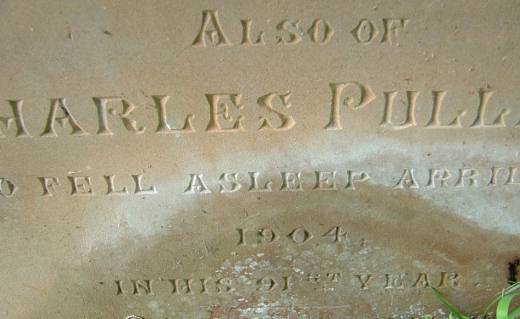 ALSO OF
HARLES PULL
O FELL ASLEEP APRIL
1904,
IN HIS 91ST YEAR.